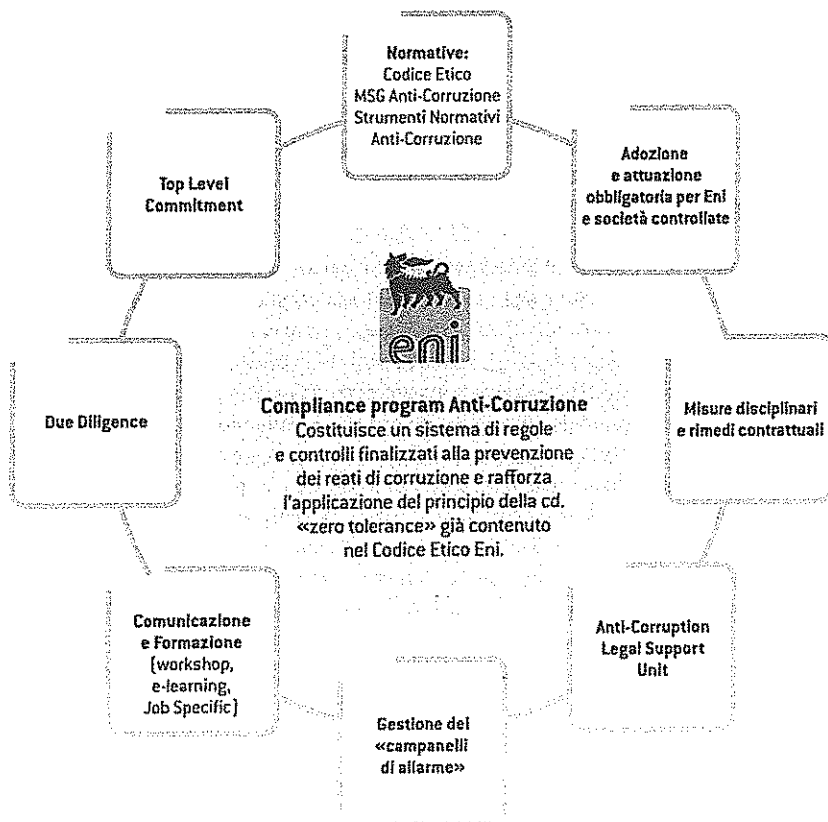 Normative:
Codice Etico
MSG Anti-Corruzione
Strumenti Normativi
Anti-Corruzione
Adozione
e attuazione
obbligatoria per Eni
e società controllate
Misure disciplinari
e rimedi contrattuali
Anti-Corruption
Legal Support
Unit
Gestione dei
«campanelli
di allarme»
Comunicazione
e Formazione
(workshop,
e-learning,
Job Specific)
Due Diligence
Top Level
Commitment
eni
Compliance program Anti-Corruzione
Costituisce un sistema di regole
e controlli finalizzati alla prevenzione
dei reati di corruzione e rafforza
l'applicazione del principio della cd.
«zero tolerance» già contenuto
nel Codice Etico Eni.